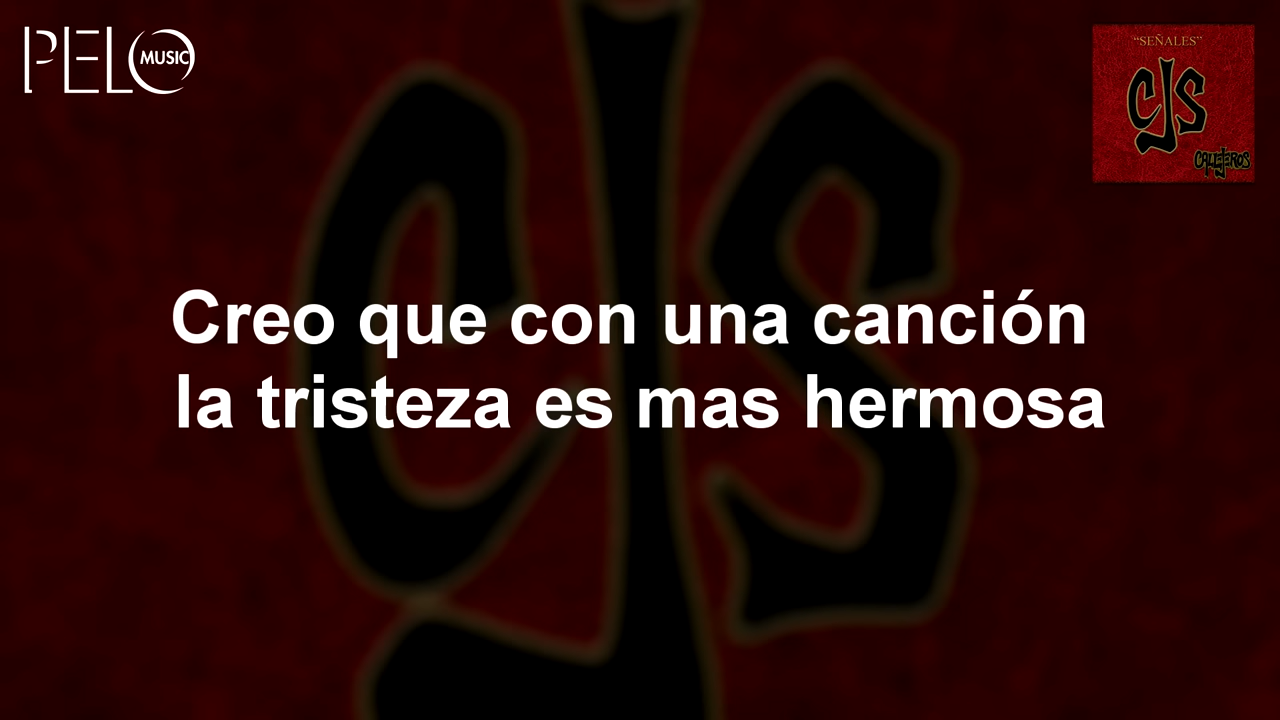 PELO MUSIC
"SEÑALES"
CJS
CALLEJEROS
Creo que con una canción
la tristeza es mas hermosa